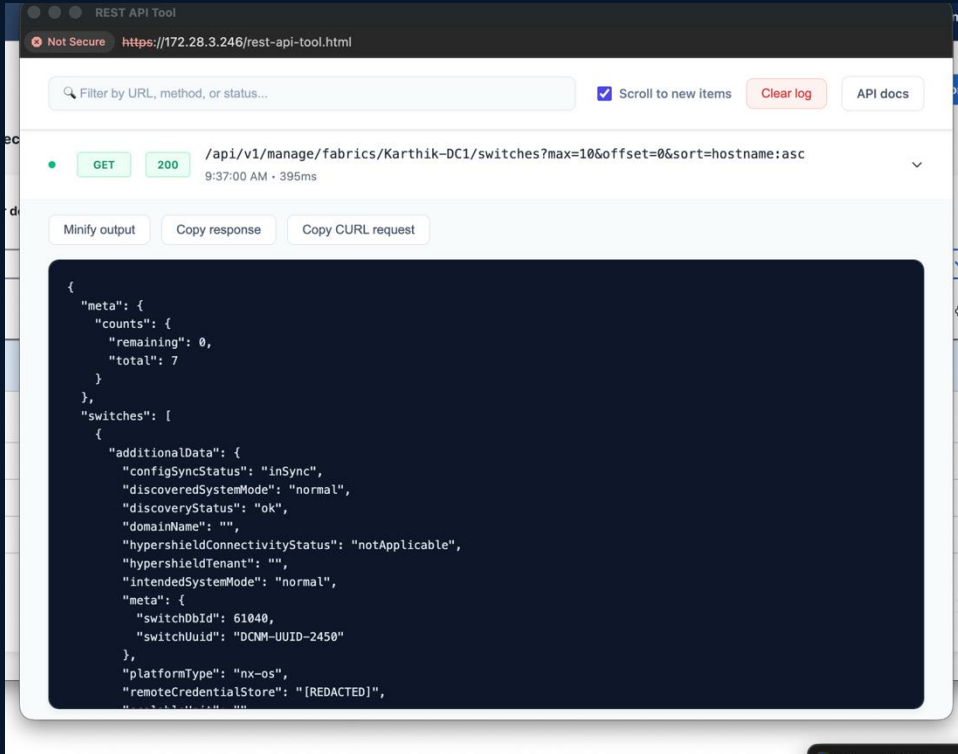 REST API Tool
Not Secure https://172.28.3.246/rest-api-tool.html
Filter by URL, method, or status...
Scroll to new items
Clear log
API docs
GET
200
/api/v1/manage/fabrics/Karthik-DC1/switches?max=10&offset=0&sort=hostname:asc
9:37:00 AM • 395ms
Minify output
Copy response
Copy CURL request
{
"meta": {
"counts": {
"remaining": 0,
"total": 7
}
},
"switches": [
{
"additionalData": {
"configSyncStatus": "inSync",
"discoveredSystemMode": "normal",
"discoveryStatus": "ok",
"domainName": "",
"hypershieldConnectivityStatus": "notApplicable",
"hypershieldTenant": "",
"intendedSystemMode": "normal",
"meta": {
"switchDbId": 61040,
"switchUuid": "DCNM-UUID-2450"
},
"platformType": "nx-os",
"remoteCredentialStore": "[REDACTED]",